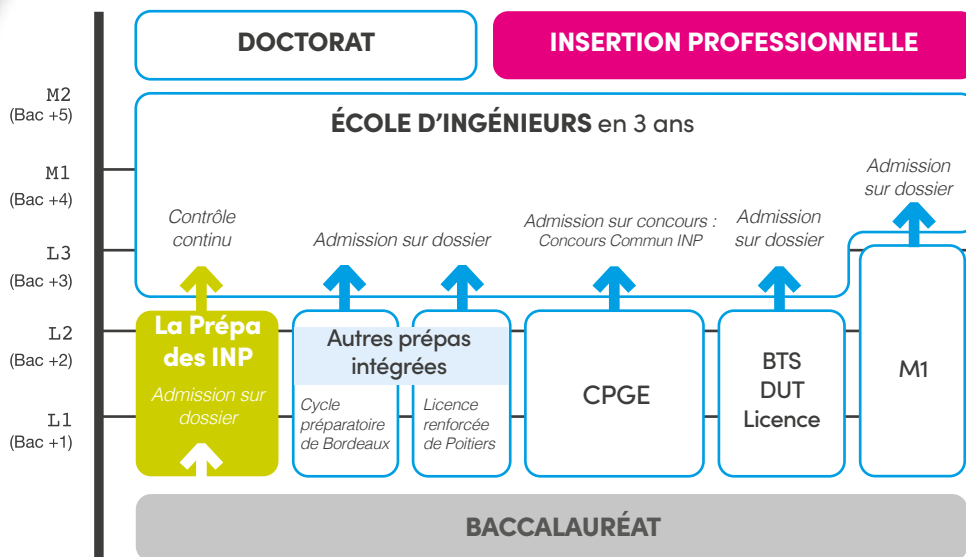 DOCTORAT
INSERTION PROFESSIONNELLE
M2
(Bac +5)
ÉCOLE D'INGÉNIEURS en 3 ans
M1
(Bac +4)
Admission
sur dossier
Contrôle
continu
Admission sur dossier
Admission sur concours :
Concours Commun INP
Admission
sur dossier
L3
(Bac +3)
L2
(Bac +2)
La Prépa
des INP
Admission sur
dossier
Autres prépas
intégrées
Cycle
préparatoire
de Bordeaux
Licence
renforcée
de Poitiers
CPGE
BTS
DUT
Licence
M1
L1
(Bac +1)
BACCALAURÉAT